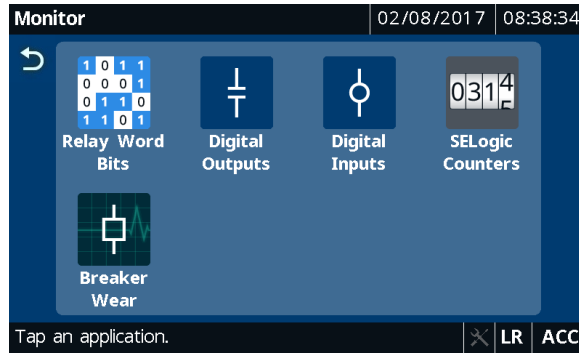 Monitor 02/08/2017 08:38:34
1 0 1 1
0 0 0 1
0 1 1 0
1 1 0 1
Relay Word
Bits
Digital
Outputs
Digital
Inputs
0314
5
SELogic
Counters
Breaker
Wear
Tap an application. LR ACC